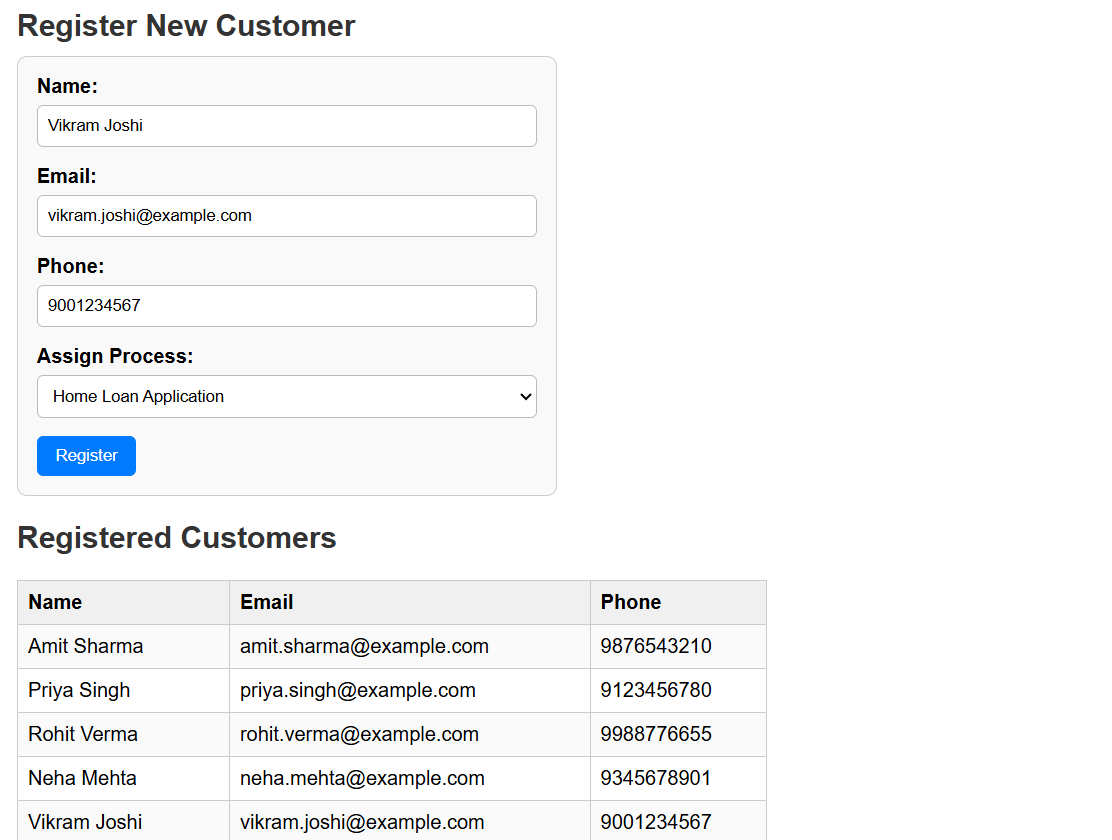 Register New Customer
Name:
Vikram Joshi
Email:
vikram.joshi@example.com
Phone:
9001234567
Assign Process:
Home Loan Application
Register
Registered Customers
Name Email Phone
Amit Sharma amit.sharma@example.com 9876543210
Priya Singh priya.singh@example.com 9123456780
Rohit Verma rohit.verma@example.com 9988776655
Neha Mehta neha.mehta@example.com 9345678901
Vikram Joshi vikram.joshi@example.com 9001234567